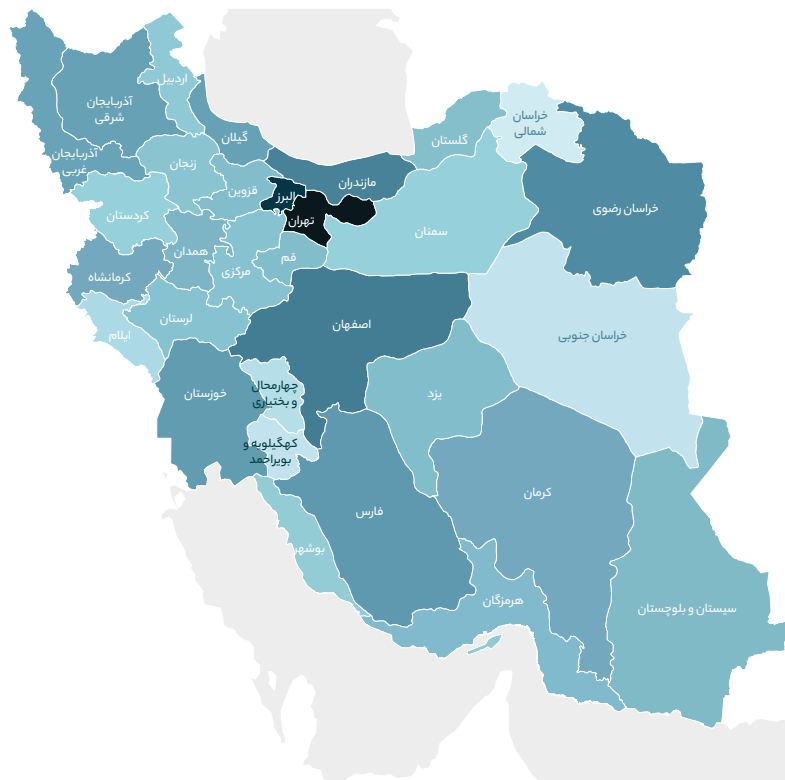 اردبیل
آذربایجان
شرقی
گیلان
خراسان
شمالی
گلستان
آذربایجان
غربی
زنجان
قزوین
مازندران
البرز
تهران
خراسان رضوی
کردستان
سمنان
همدان
قم
مرکزی
کرمانشاه
لرستان
اصفهان
ایلام
خراسان جنوبی
خوزستان
چهارمحال
و بختیاری
یزد
کهگیلویه و
بویراحمد
کرمان
فارس
بوشهر
هرمزگان
سیستان و بلوچستان